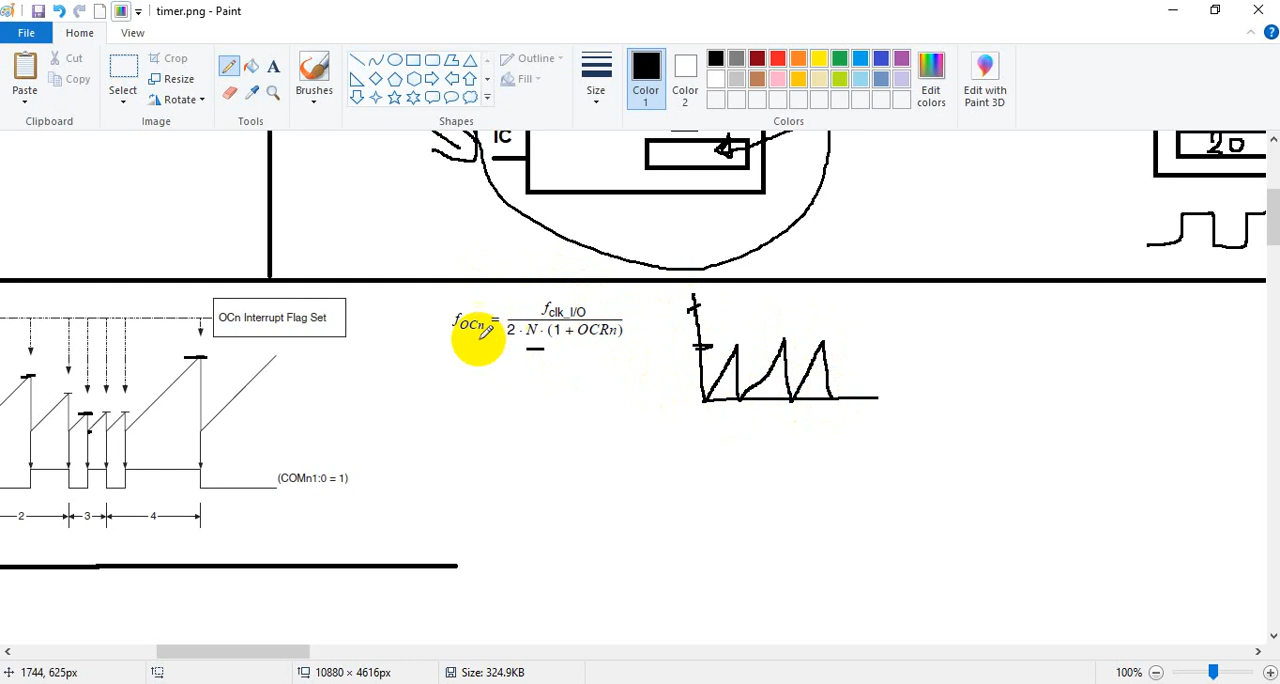 timer.png - Paint
File Home View
Paste
Cut
Copy
Clipboard
Select
Crop
Resize
Rotate
Image
A
Tools
Brushes
Shapes
Outline
Fill
Size
Color 1
Color 2
Edit colors
Colors
Edit with Paint 3D
IC
20
OCn Interrupt Flag Set
(COMn1:0 = 1)
2 3 4
f_OCn = f_clk_I/O / 2 · N · (1 + OCRn)
1744, 625px
10880 × 4616px
Size: 324.9KB
100%